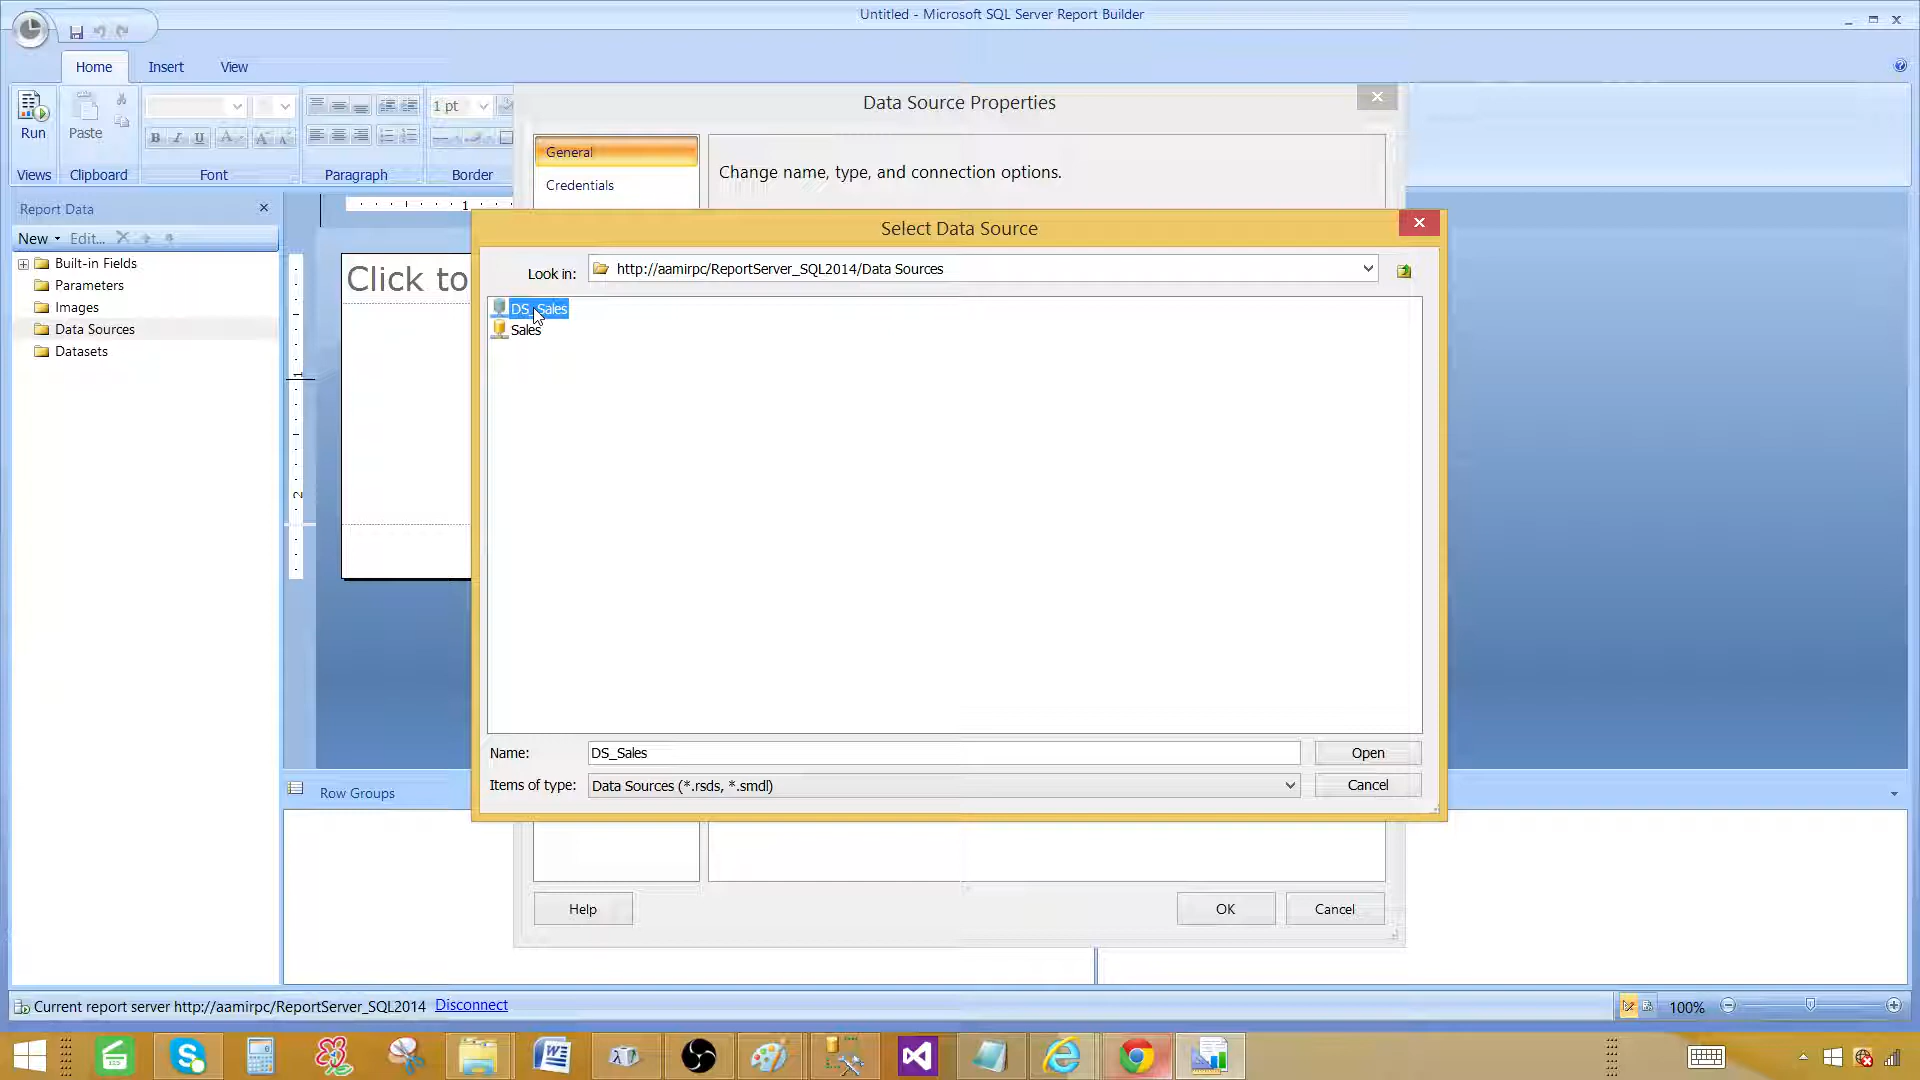 Untitled - Microsoft SQL Server Report Builder
Home Insert View
Run
Paste
1 pt
Views Clipboard Font Paragraph Border
Data Source Properties
General
Credentials
Change name, type, and connection options.
Report Data
New Edit...
Built-in Fields
Parameters
Images
Data Sources
Datasets
1
Click to
1
2
Select Data Source
Look in: http://aamirpc/ReportServer_SQL2014/Data Sources
DS_Sales
Sales
Name: DS_Sales Open
Items of type: Data Sources (*.rsds, *.smdl) Cancel
Row Groups
Help OK Cancel
Current report server http://aamirpc/ReportServer_SQL2014 Disconnect
100%